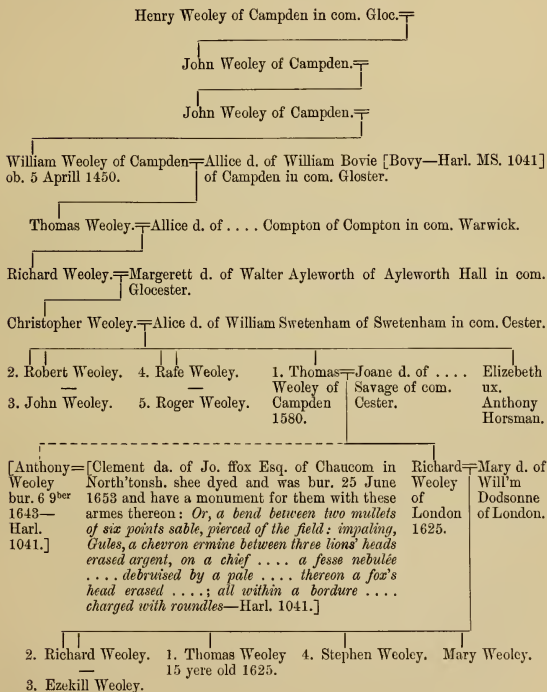 Henry Weoley of Campden in com. Gloc.
John Weoley of Campden.
John Weoley of Campden.
William Weoley of Campden=Allice d. of William Bovie [Bovy—Harl. MS. 1041]
ob. 5 Aprill 1450. of Campden in com. Gloster.
Thomas Weoley.=Allice d. of . . . . Compton of Compton in com. Warwick.
Richard Weoley.=Margerett d. of Walter Ayleworth of Ayleworth Hall in com.
Glocester.
Christopher Weoley.=Alice d. of William Swetenham of Swetenham in com. Cester.
2. Robert Weoley.
—
3. John Weoley.
4. Rafe Weoley.
—
5. Roger Weoley.
1. Thomas=
Weoley of
Campden
1580.
Joane d. of . . . .
Savage of com.
Cester.
Elizebeth
ux.
Anthony
Horsman.
[Anthony=
Weoley
bur. 6 9ber
1643—
Harl.
1041.]
[Clement da. of Jo. ffox Esq. of Chaucom in
North'tonsh. shee dyed and was bur. 25 June
1653 and have a monument for them with these
armes thereon: Or, a bend between two mullets
of six points sable, pierced of the field; impaling,
Gules, a chevron ermine between three lions' heads
erased argent, on a chief . . . . a fesse nebulée
. . . . debruised by a pale . . . . thereon a fox's
head erased . . . .; all within a bordure . . . .
charged with roundles—Harl. 1041.]
Richard=
Weoley
of
London
1625.
Mary d. of
Will'm
Dodsonne
of London.
2. Richard Weoley.
—
3. Ezekill Weoley.
1. Thomas Weoley
15 yere old 1625.
4. Stephen Weoley.
Mary Weoley.